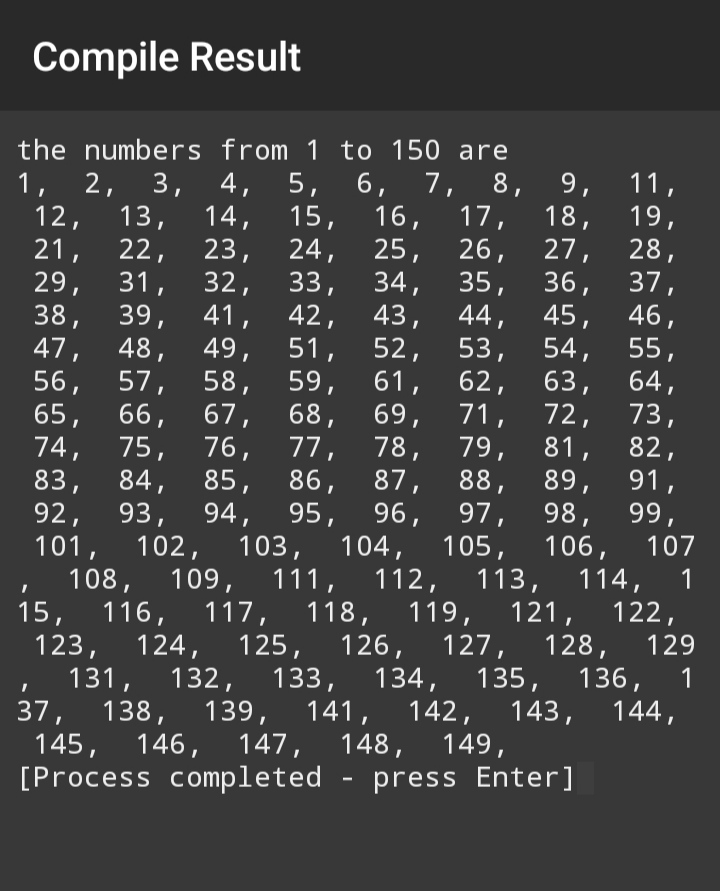 Compile Result
the numbers from 1 to 150 are
1,  2,  3,  4,  5,  6,  7,  8,  9,  11,
 12,  13,  14,  15,  16,  17,  18,  19,
 21,  22,  23,  24,  25,  26,  27,  28,
 29,  31,  32,  33,  34,  35,  36,  37,
 38,  39,  41,  42,  43,  44,  45,  46,
 47,  48,  49,  51,  52,  53,  54,  55,
 56,  57,  58,  59,  61,  62,  63,  64,
 65,  66,  67,  68,  69,  71,  72,  73,
 74,  75,  76,  77,  78,  79,  81,  82,
 83,  84,  85,  86,  87,  88,  89,  91,
 92,  93,  94,  95,  96,  97,  98,  99,
 101,  102,  103,  104,  105,  106,  107
,  108,  109,  111,  112,  113,  114,  1
15,  116,  117,  118,  119,  121,  122,
 123,  124,  125,  126,  127,  128,  129
,  131,  132,  133,  134,  135,  136,  1
37,  138,  139,  141,  142,  143,  144,
 145,  146,  147,  148,  149,
[Process completed - press Enter]